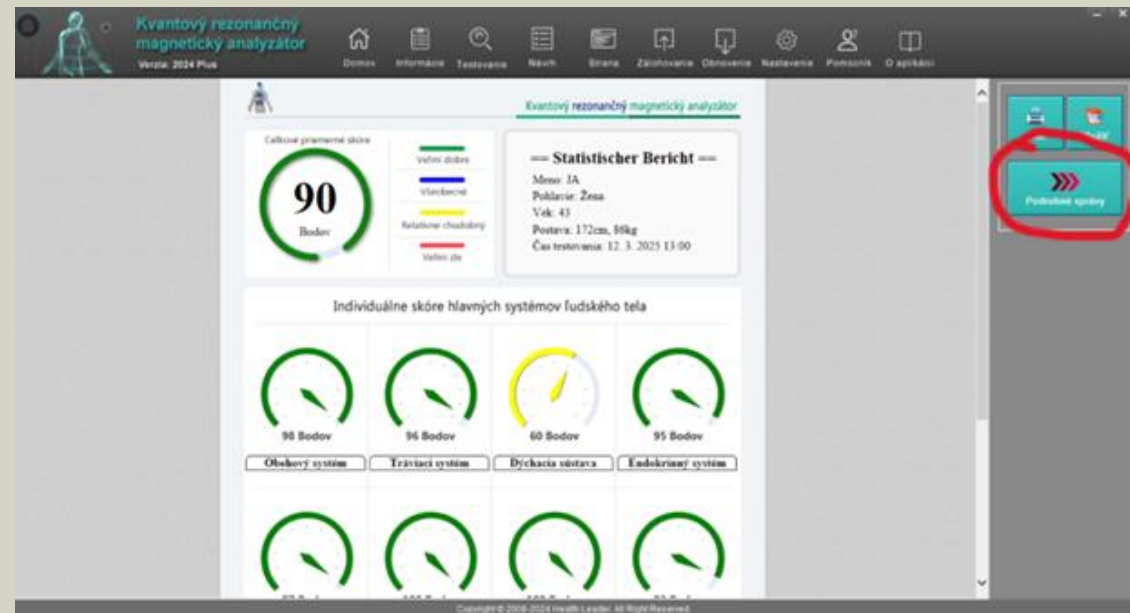 Kvantový rezonančný
magnetický analyzátor
Verzia: 2024 Plus
Domov Informácie Testovanie Návrh Strana Zálohovanie Obnovenie Nastavenie Pomocník O aplikácii
Kvantový rezonančný magnetický analyzátor
Celkové priemerné skóre
90
Bodov
Veľmi dobre
Všeobecné
Relatívne chudobný
Veľmi zle
== Statistischer Bericht ==
Meno: JA
Pohlavie: Žena
Vek: 43
Postava: 172cm, 86kg
Čas testovania: 12. 3. 2025 13:00
Podrobné správy
Individuálne skóre hlavných systémov ľudského tela
98 Bodov 96 Bodov 60 Bodov 95 Bodov
Obehový systém Tráviaci systém Dýchacia sústava Endokrinný systém
Copyright © 2008-2024 Health Leader. All Right Reserved.